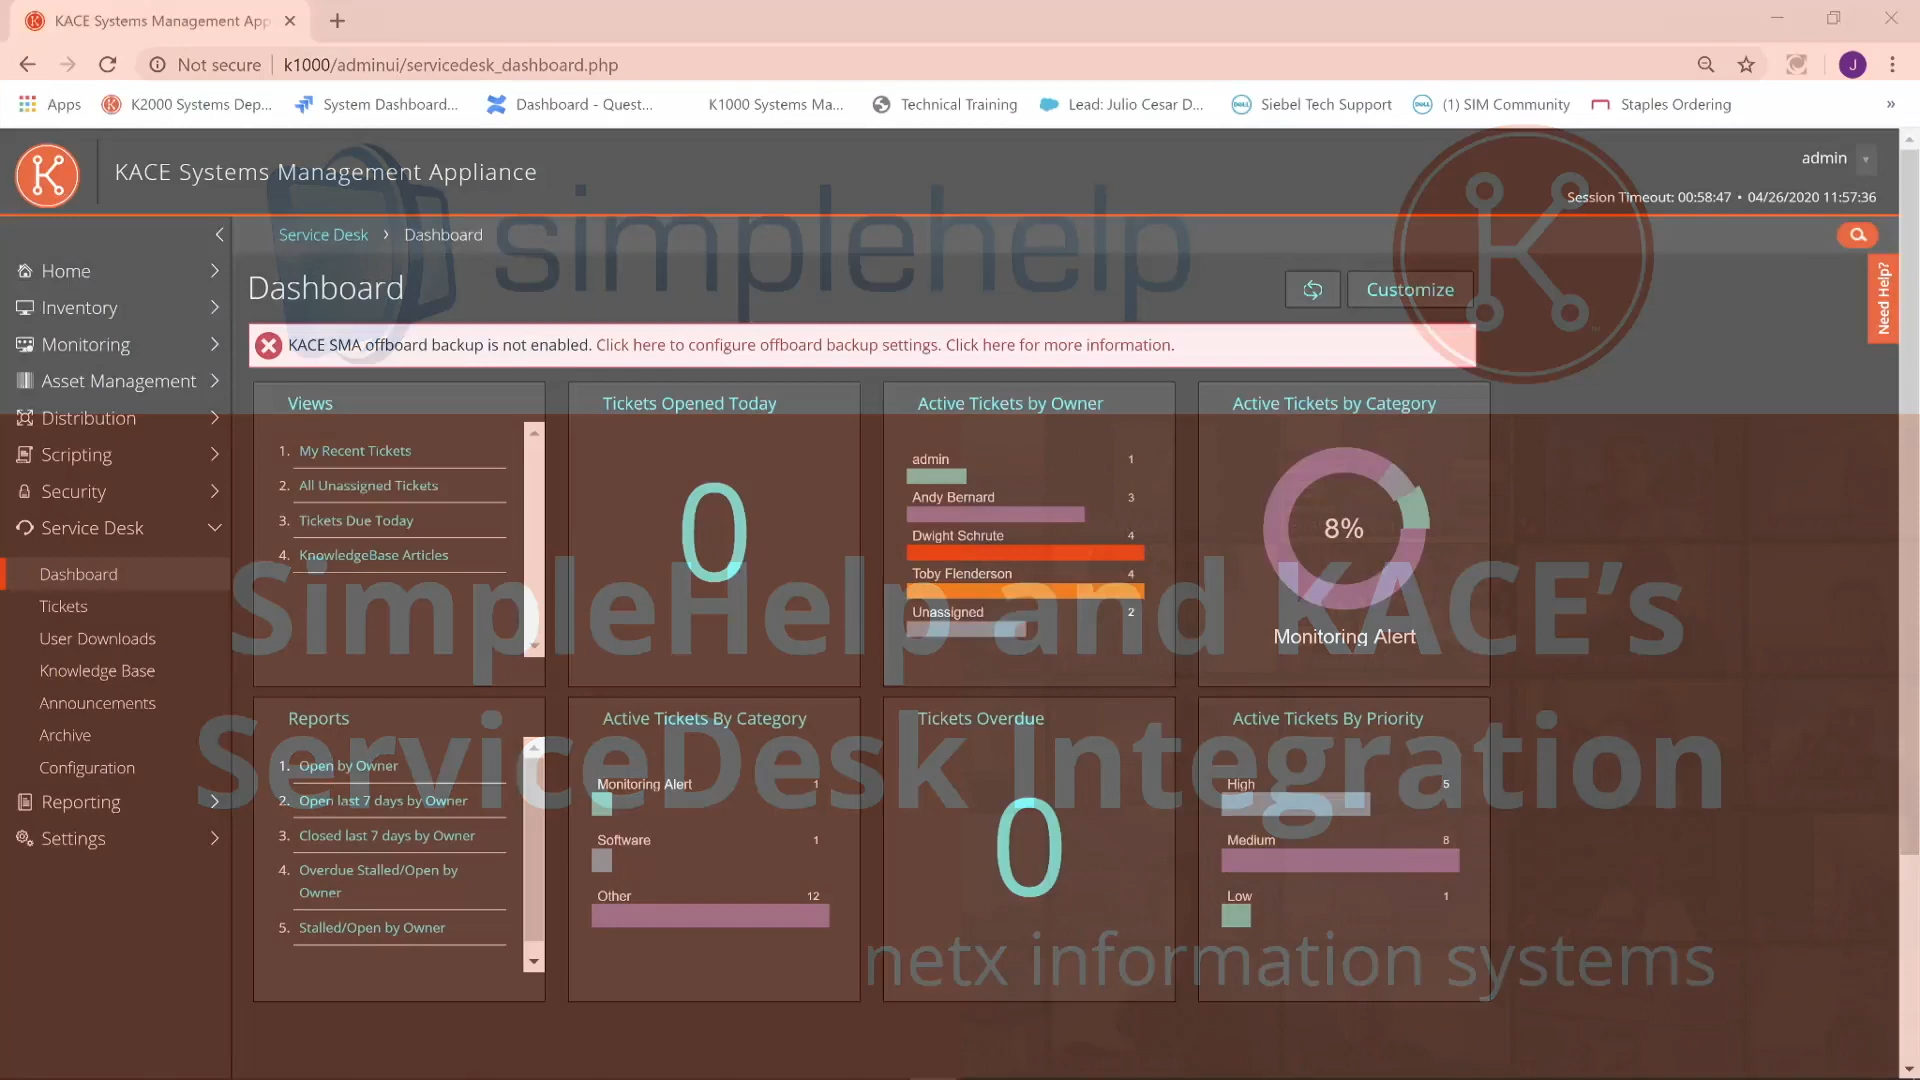 KACE Systems Management App
Not secure
k1000/adminui/servicedesk_dashboard.php
J
Apps
K2000 Systems Dep...
System Dashboard...
Dashboard - Quest...
K1000 Systems Ma...
Technical Training
Lead: Julio Cesar D...
Siebel Tech Support
(1) SIM Community
Staples Ordering
»
KACE Systems Management Appliance
admin
Session Timeout: 00:58:47 • 04/26/2020 11:57:36
simplehelp
Service Desk › Dashboard
Dashboard
Customize
Need Help?
KACE SMA offboard backup is not enabled. Click here to configure offboard backup settings. Click here for more information.
Home
Inventory
Monitoring
Asset Management
Distribution
Scripting
Security
Service Desk
Dashboard
Tickets
User Downloads
Knowledge Base
Announcements
Archive
Configuration
Reporting
Settings
Views
1. My Recent Tickets
2. All Unassigned Tickets
3. Tickets Due Today
4. KnowledgeBase Articles
Tickets Opened Today
0
Active Tickets by Owner
admin 1
Andy Bernard 3
Dwight Schrute 4
Toby Flenderson 4
Unassigned 2
Active Tickets by Category
8%
Monitoring Alert
SimpleHelp and KACE’s
ServiceDesk Integration
Reports
1. Open by Owner
2. Open last 7 days by Owner
3. Closed last 7 days by Owner
4. Overdue Stalled/Open by
Owner
5. Stalled/Open by Owner
Active Tickets By Category
Monitoring Alert 1
Software 1
Other 12
Tickets Overdue
0
Active Tickets By Priority
High 5
Medium 8
Low 1
netx information systems